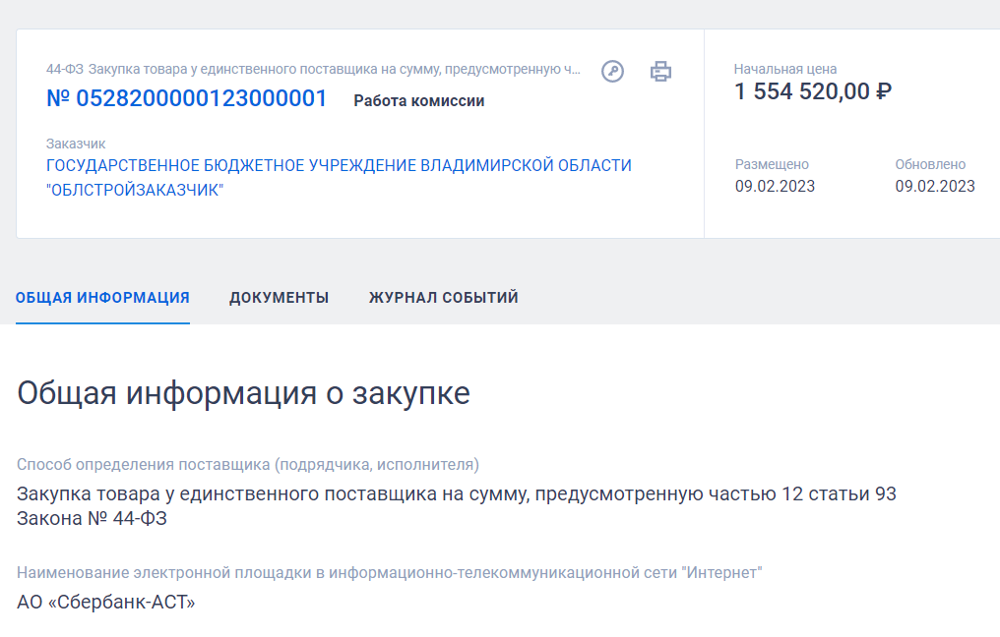 44-ФЗ Закупка товара у единственного поставщика на сумму, предусмотренную ч...
№ 0528200000123000001 Работа комиссии
Заказчик
ГОСУДАРСТВЕННОЕ БЮДЖЕТНОЕ УЧРЕЖДЕНИЕ ВЛАДИМИРСКОЙ ОБЛАСТИ
"ОБЛСТРОЙЗАКАЗЧИК"
Начальная цена
1 554 520,00 ₽
Размещено Обновлено
09.02.2023 09.02.2023
ОБЩАЯ ИНФОРМАЦИЯ ДОКУМЕНТЫ ЖУРНАЛ СОБЫТИЙ
Общая информация о закупке
Способ определения поставщика (подрядчика, исполнителя)
Закупка товара у единственного поставщика на сумму, предусмотренную частью 12 статьи 93
Закона № 44-ФЗ
Наименование электронной площадки в информационно-телекоммуникационной сети "Интернет"
АО «Сбербанк-АСТ»